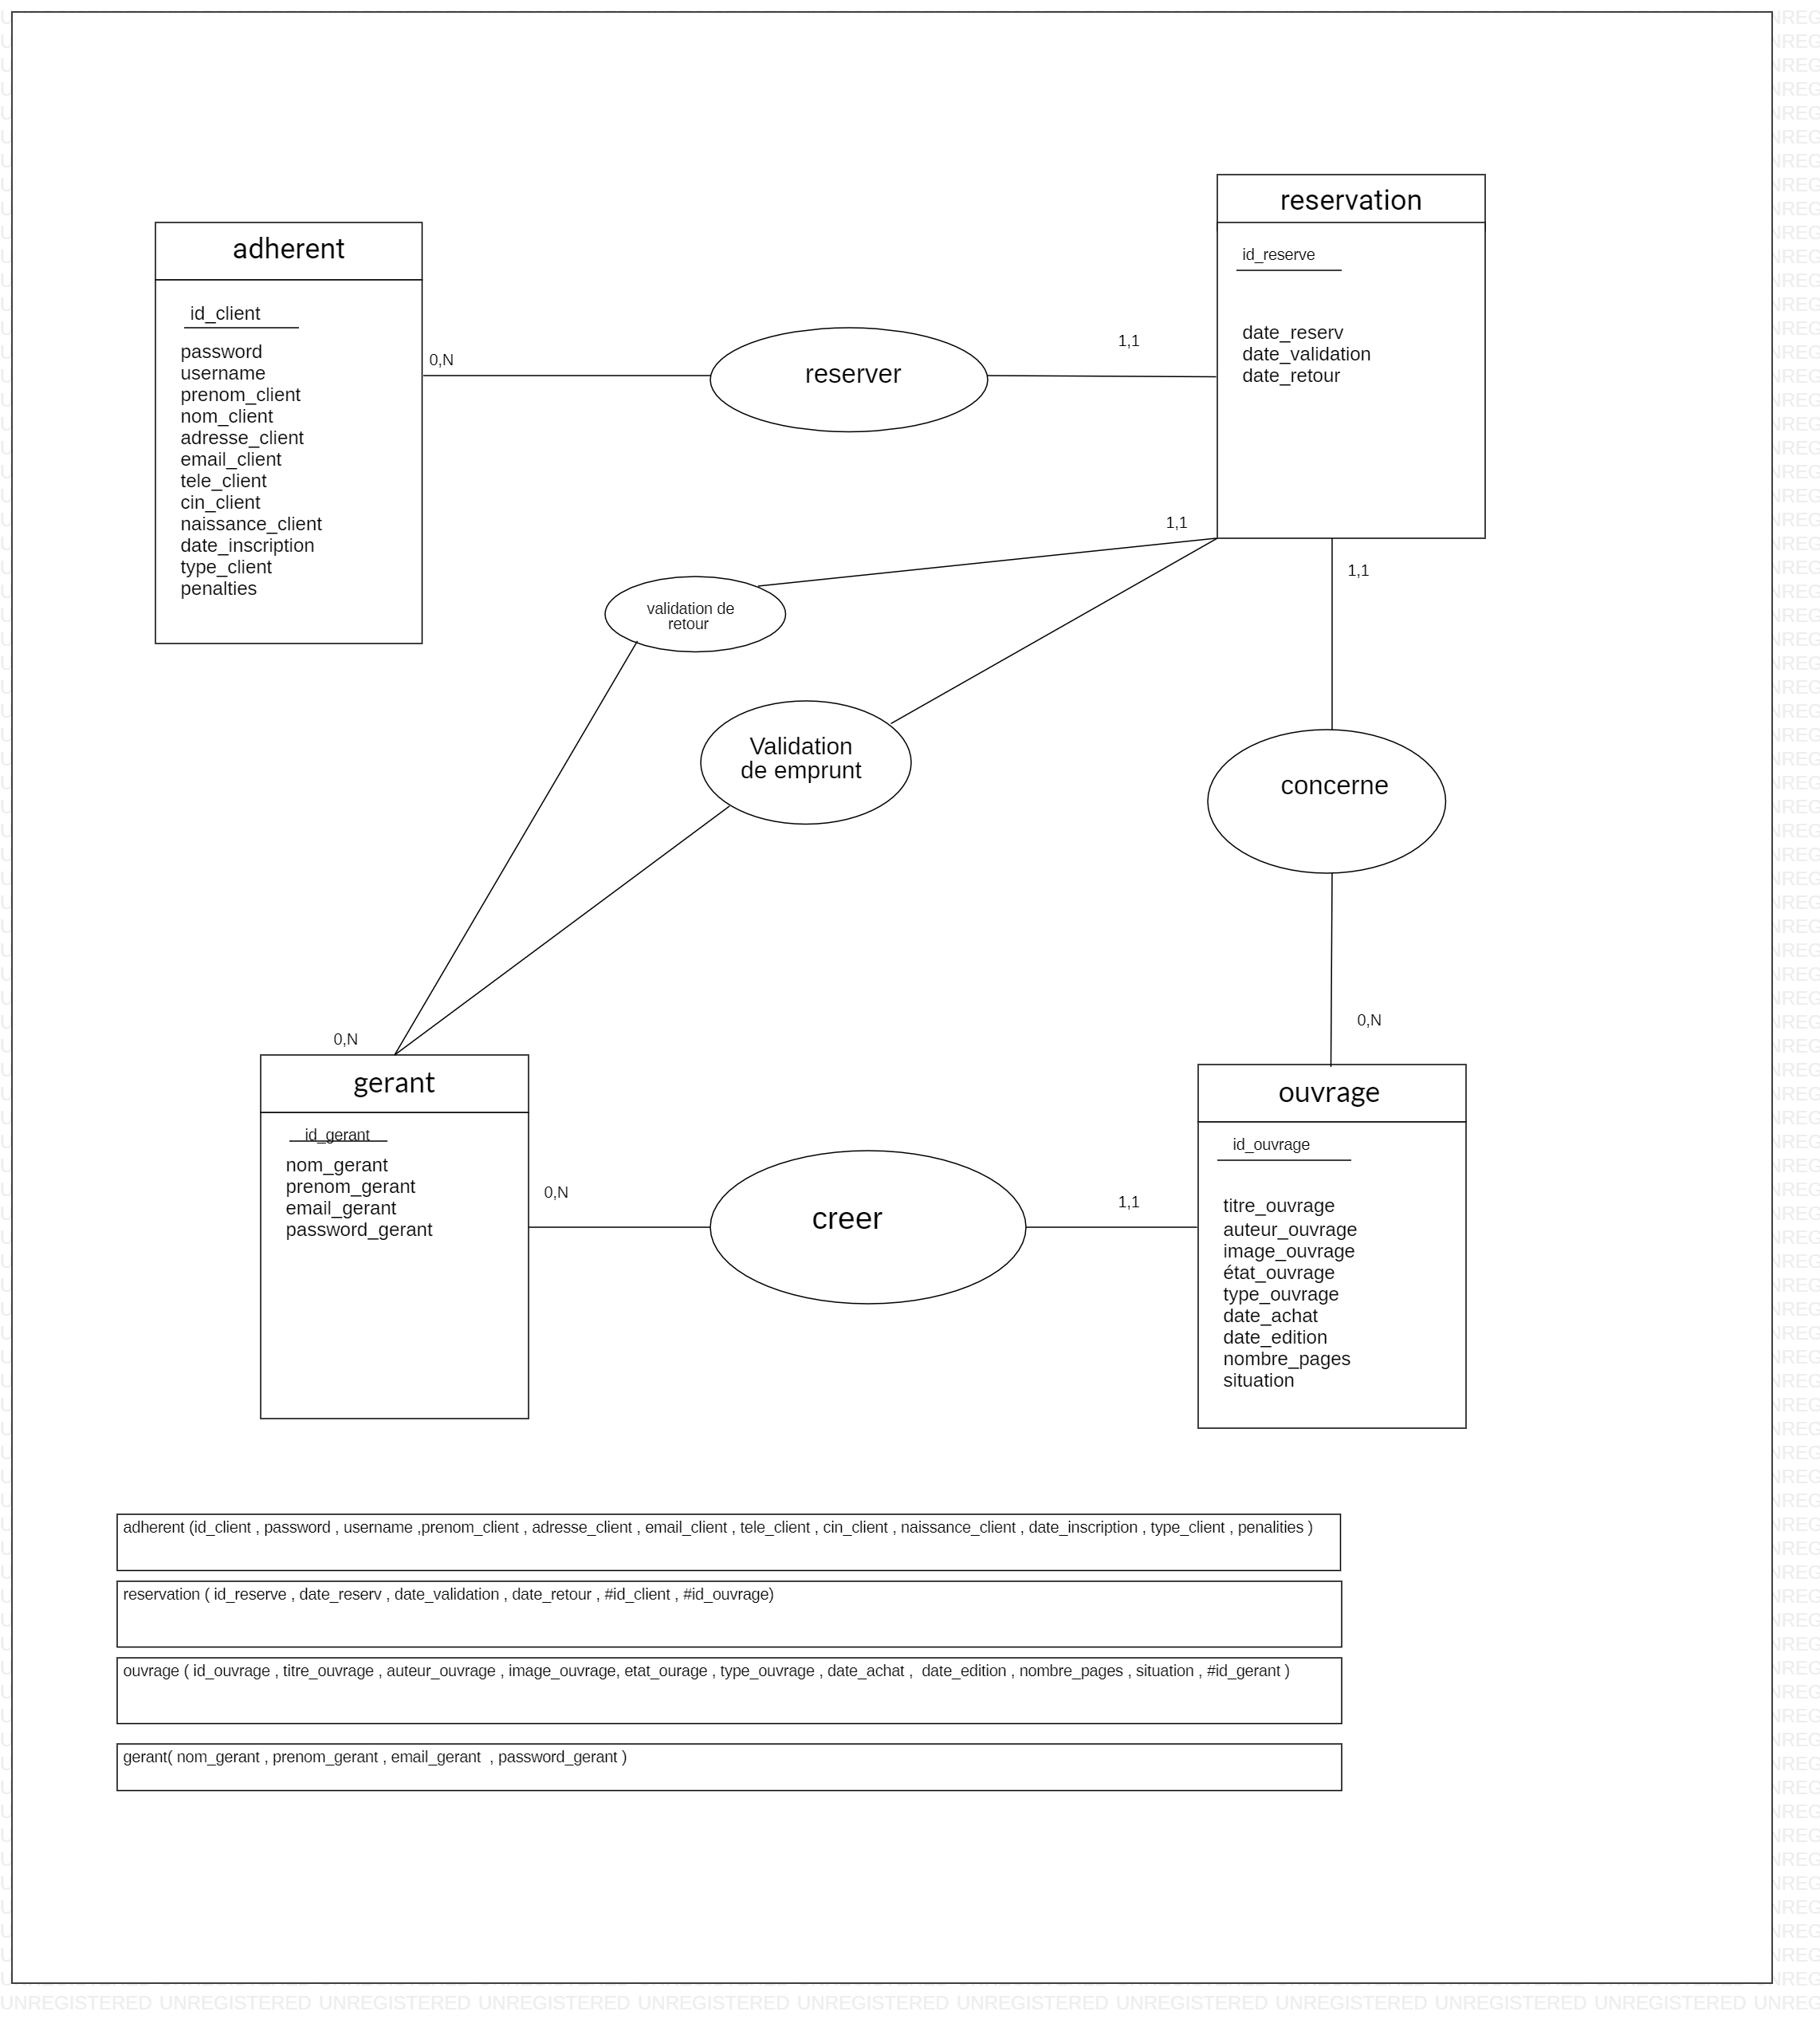 reservation
id_reserve
date_reserv
date_validation
date_retour
adherent
id_client
password
username
prenom_client
nom_client
adresse_client
email_client
tele_client
cin_client
naissance_client
date_inscription
type_client
penalties
0,N
reserver
1,1
1,1
1,1
validation de
retour
Validation
de emprunt
concerne
0,N
0,N
gerant
id_gerant
nom_gerant
prenom_gerant
email_gerant
password_gerant
0,N
creer
1,1
ouvrage
id_ouvrage
titre_ouvrage
auteur_ouvrage
image_ouvrage
état_ouvrage
type_ouvrage
date_achat
date_edition
nombre_pages
situation
adherent (id_client , password , username ,prenom_client , adresse_client , email_client , tele_client , cin_client , naissance_client , date_inscription , type_client , penalities )
reservation ( id_reserve , date_reserv , date_validation , date_retour , #id_client , #id_ouvrage)
ouvrage ( id_ouvrage , titre_ouvrage , auteur_ouvrage , image_ouvrage, etat_ourage , type_ouvrage , date_achat ,  date_edition , nombre_pages , situation , #id_gerant )
gerant( nom_gerant , prenom_gerant , email_gerant  , password_gerant )
UNREGISTERED UNREGISTERED UNREGISTERED UNREGISTERED UNREGISTERED UNREGISTERED UNREGISTERED UNREGISTERED UNREGISTERED UNREGISTERED UNREGISTERED UNREG